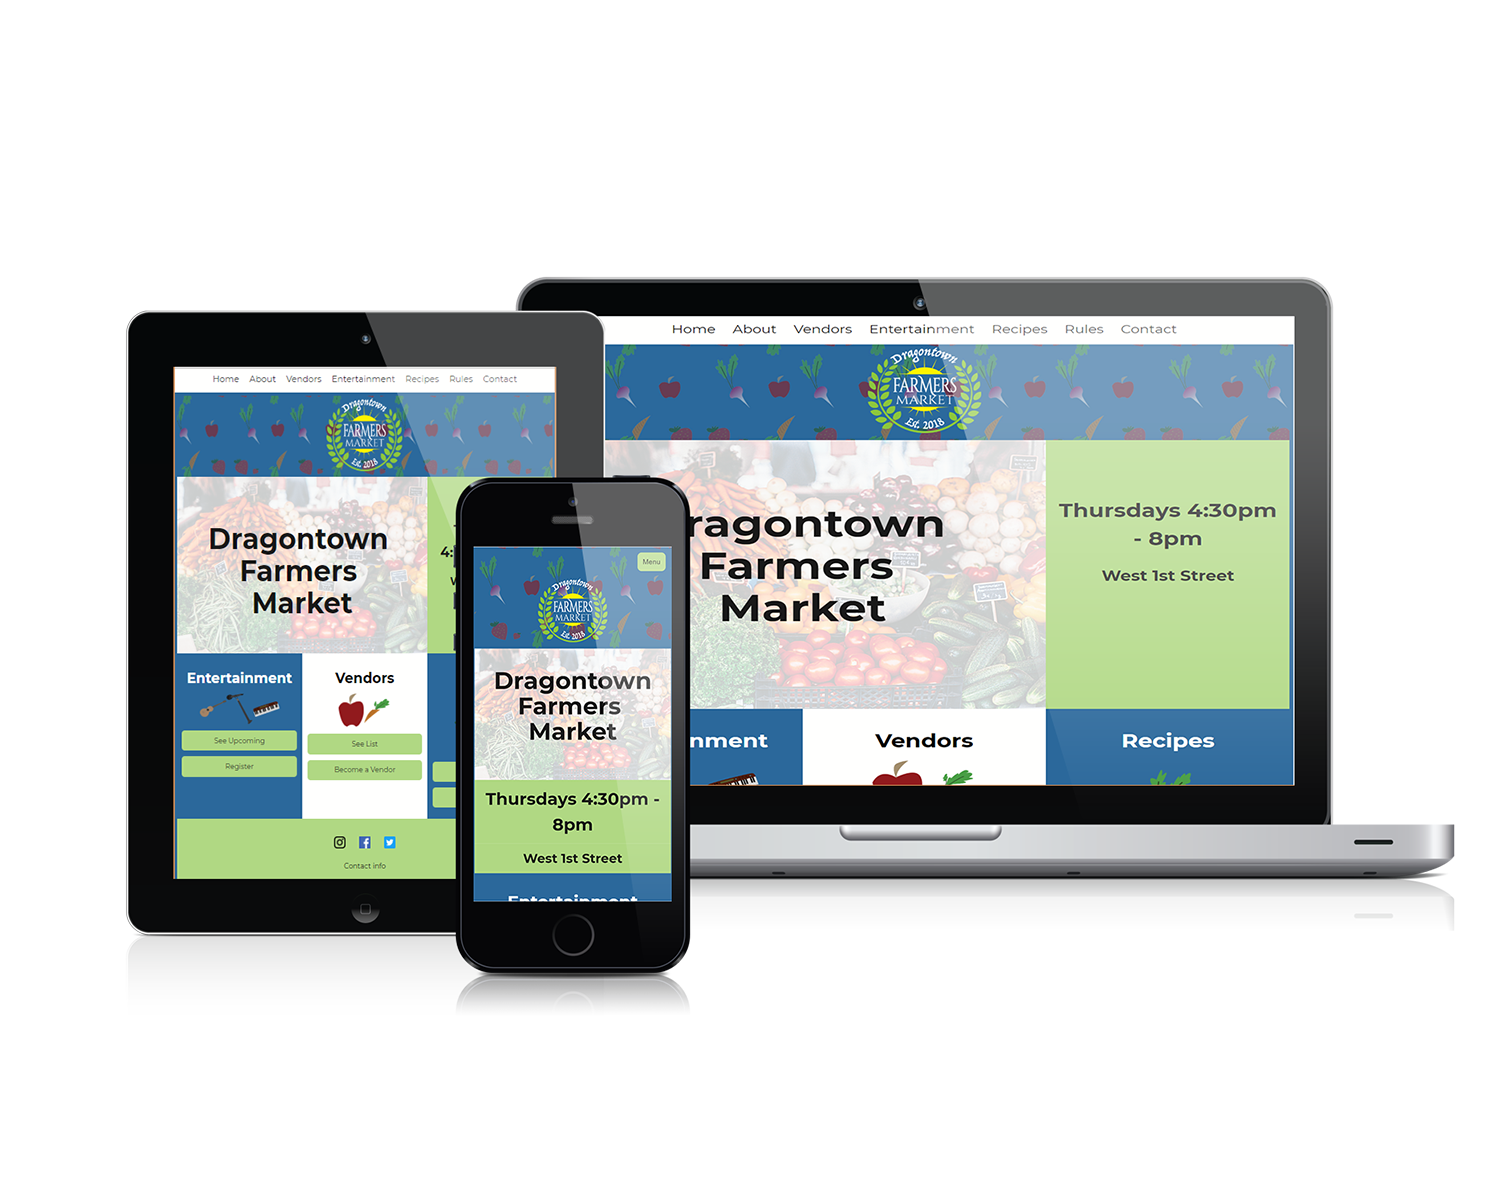 Home About Vendors Entertainment Recipes Rules Contact
Dragontown
FARMERS
MARKET
Est. 2018
Dragontown
Farmers
Market
4:
Entertainment
See Upcoming
Register
Vendors
See List
Become a Vendor
Contact info
Menu
Dragontown
FARMERS
MARKET
Est. 2018
Dragontown
Farmers
Market
Thursdays 4:30pm -
8pm
West 1st Street
Entertainment
Home About Vendors Entertainment Recipes Rules Contact
Dragontown
FARMERS
MARKET
Est. 2018
ragontown
Farmers
Market
Thursdays 4:30pm
- 8pm
West 1st Street
nment
Vendors
Recipes